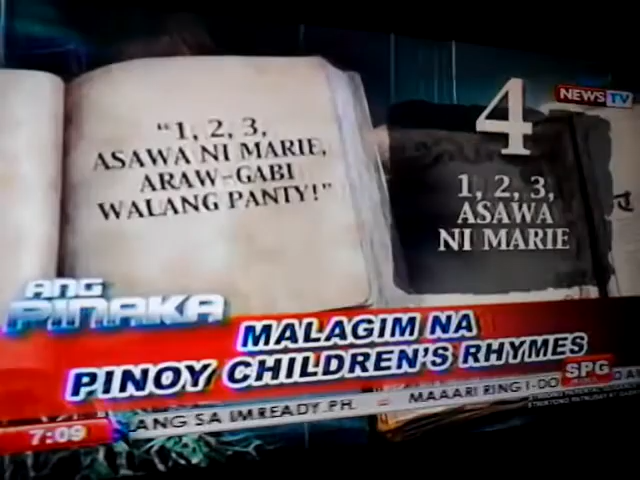 "1, 2, 3,
ASAWA NI MARIE,
ARAW-GABI
WALANG PANTY!"
NEWS TV
4
1, 2, 3,
ASAWA
NI MARIE
ANG
PINAKA
MALAGIM NA
PINOY CHILDREN'S RHYMES
SPG
7:09
ANG SA IMREADY.PH. MAAARI RING I-DO